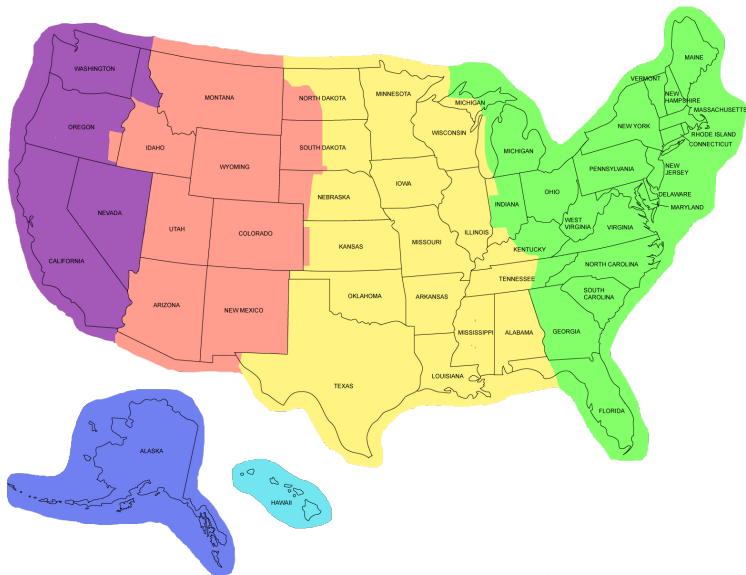 WASHINGTON
MAINE
MONTANA
NORTH DAKOTA
MINNESOTA
VERMONT
NEW
HAMPSHIRE
MICHIGAN
MASSACHUSETTS
OREGON
NEW YORK
WISCONSIN
RHODE ISLAND
CONNECTICUT
IDAHO
SOUTH DAKOTA
MICHIGAN
WYOMING
PENNSYLVANIA
NEW
JERSEY
IOWA
OHIO
DELAWARE
NEBRASKA
INDIANA
MARYLAND
NEVADA
WEST
VIRGINIA
VIRGINIA
UTAH
COLORADO
ILLINOIS
MISSOURI
KANSAS
KENTUCKY
CALIFORNIA
NORTH CAROLINA
TENNESSEE
SOUTH
CAROLINA
OKLAHOMA
ARKANSAS
ARIZONA
NEW MEXICO
MISSISSIPPI
ALABAMA
GEORGIA
LOUISIANA
TEXAS
FLORIDA
ALASKA
HAWAII